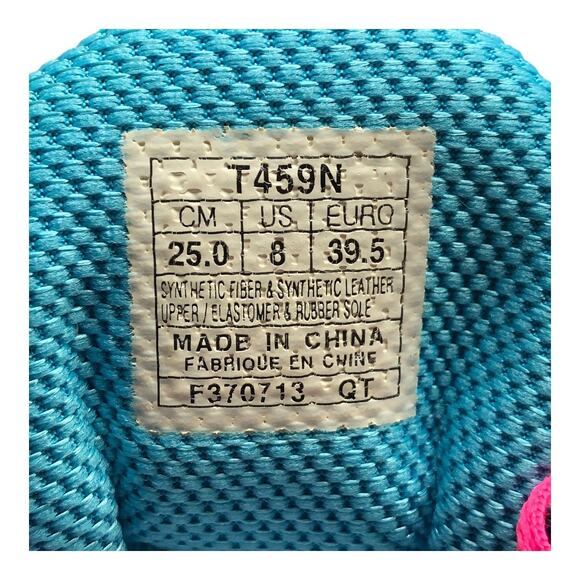 T459N
CM US EURO
25.0 8 39.5
SYNTHETIC FIBER & SYNTHETIC LEATHER
UPPER / ELASTOMER & RUBBER SOLE
MADE IN CHINA
FABRIQUE EN CHINE
F370713 QT